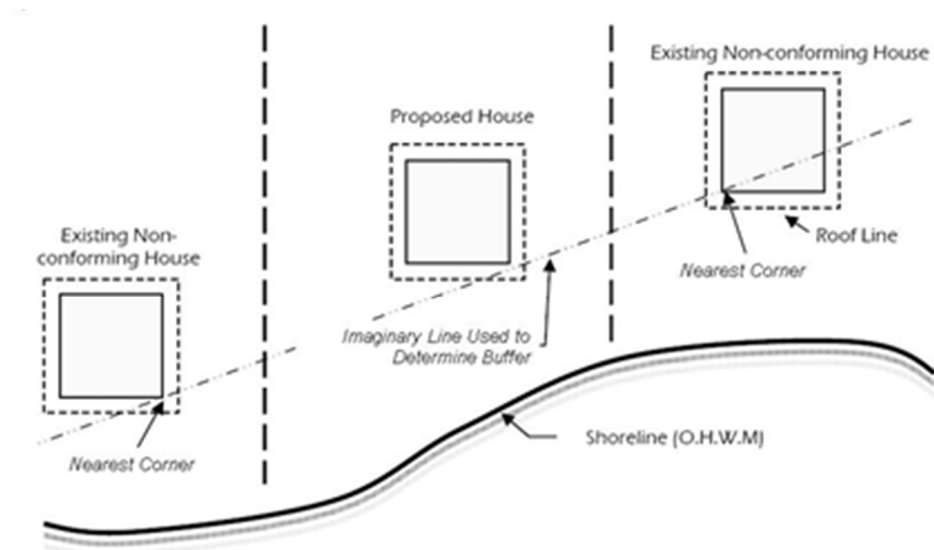 Existing Non-conforming House
Proposed House
Existing Non-
conforming House
Roof Line
Nearest Corner
Imaginary Line Used to
Determine Buffer
Shoreline (O.H.W.M)
Nearest Corner